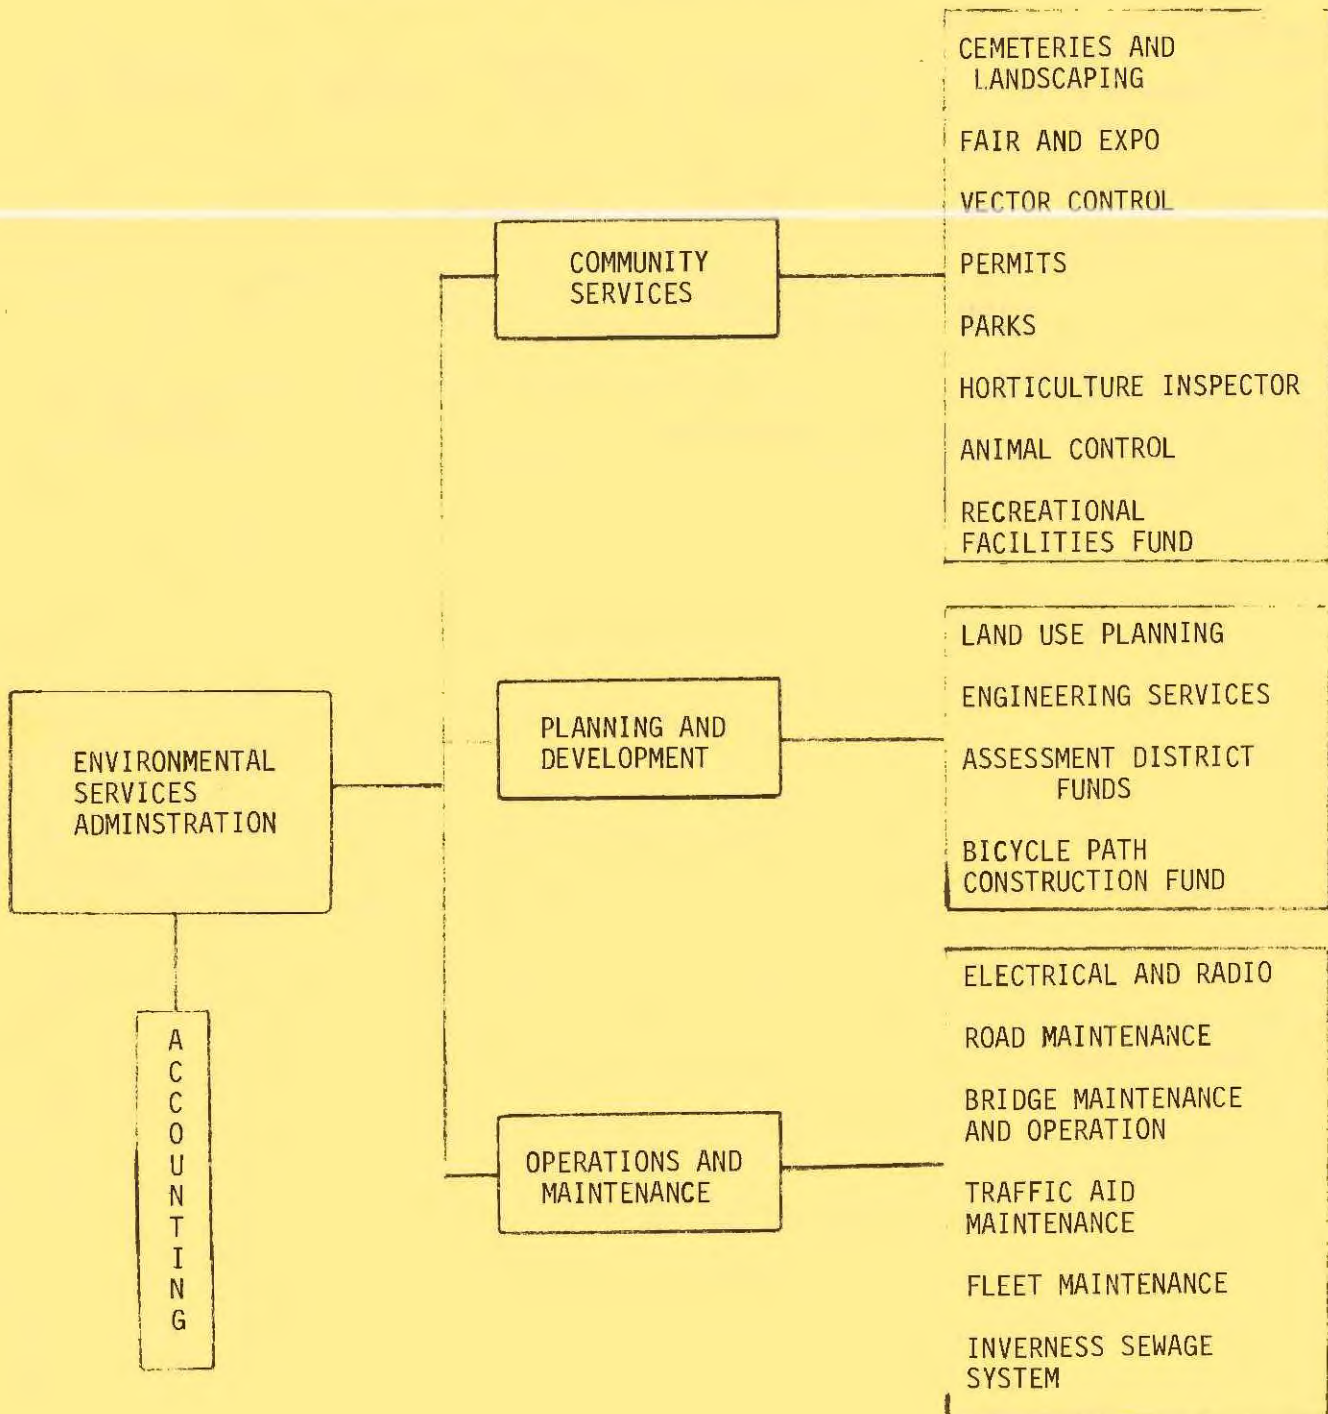 CEMETERIES AND
LANDSCAPING
FAIR AND EXPO
VECTOR CONTROL
PERMITS
PARKS
HORTICULTURE INSPECTOR
ANIMAL CONTROL
RECREATIONAL
FACILITIES FUND
COMMUNITY
SERVICES
LAND USE PLANNING
ENGINEERING SERVICES
ASSESSMENT DISTRICT
FUNDS
BICYCLE PATH
CONSTRUCTION FUND
PLANNING AND
DEVELOPMENT
ENVIRONMENTAL
SERVICES
ADMINSTRATION
ACCOUNTING
ELECTRICAL AND RADIO
ROAD MAINTENANCE
BRIDGE MAINTENANCE
AND OPERATION
TRAFFIC AID
MAINTENANCE
FLEET MAINTENANCE
INVERNESS SEWAGE
SYSTEM
OPERATIONS AND
MAINTENANCE